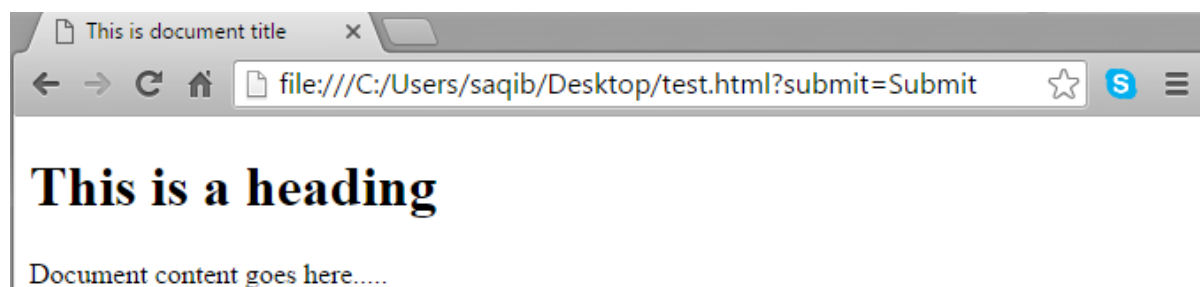 This is document title
file:///C:/Users/saqib/Desktop/test.html?submit=Submit
This is a heading
Document content goes here.....